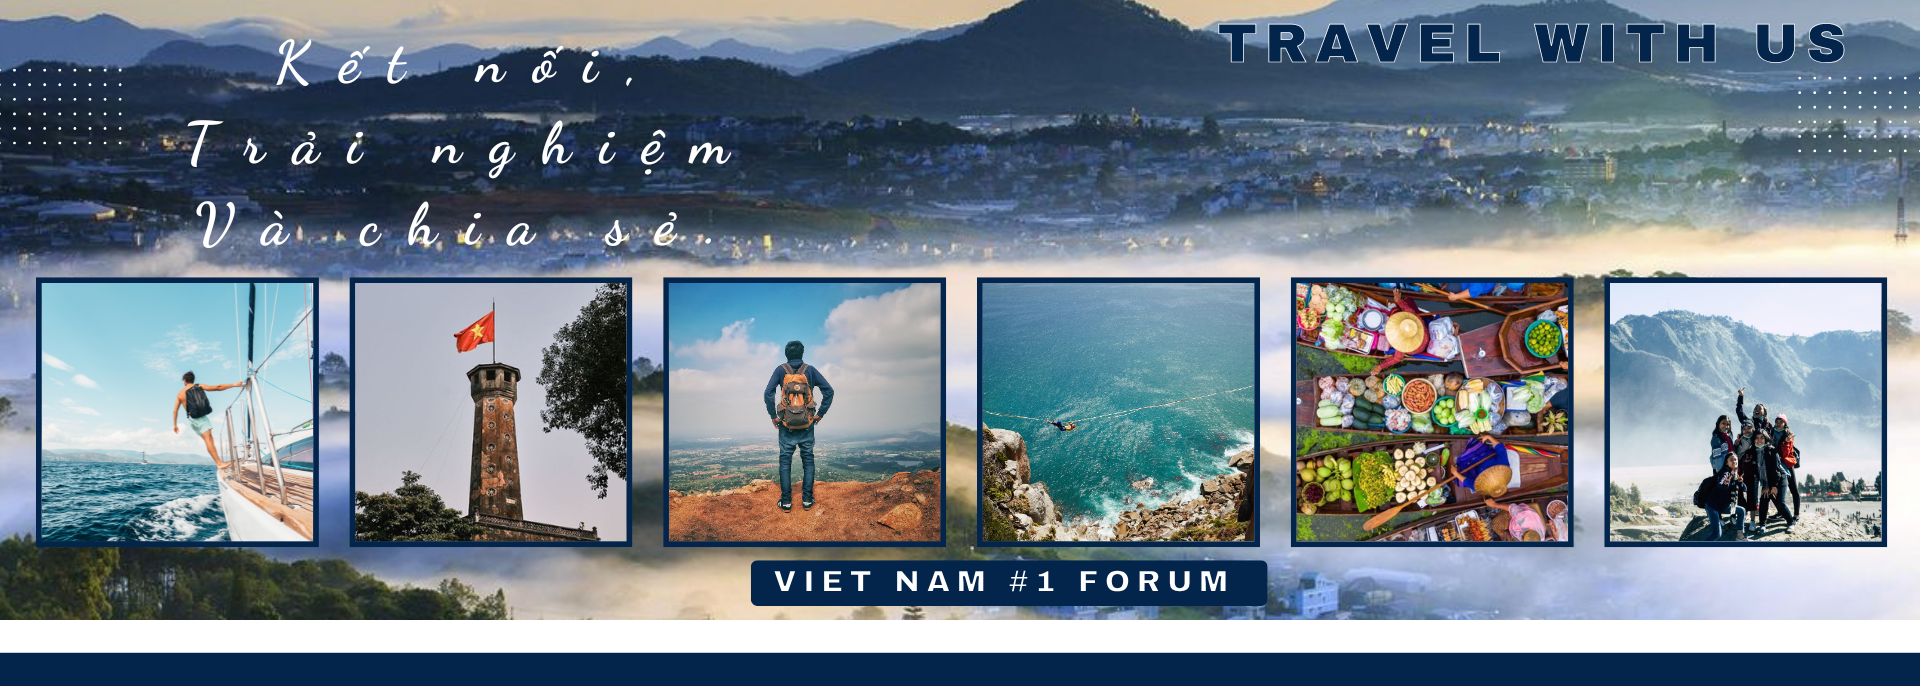 Kết nối,
Trải nghiệm
Và chia sẻ.
TRAVEL WITH US
VIET NAM #1 FORUM